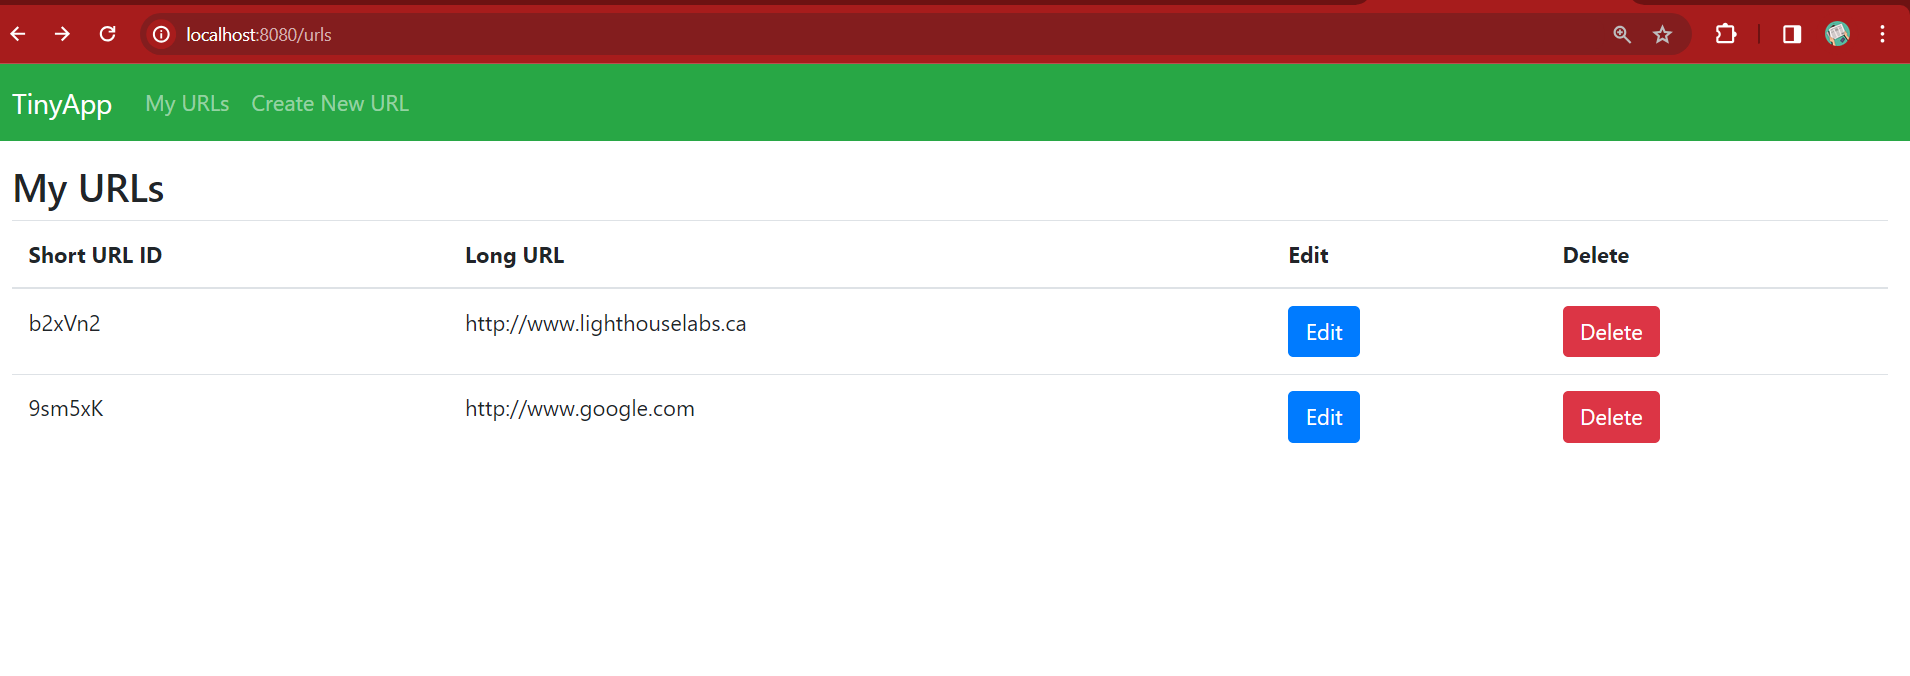 localhost:8080/urls
TinyApp My URLs Create New URL
My URLs
Short URL ID Long URL Edit Delete
b2xVn2 http://www.lighthouselabs.ca Edit Delete
9sm5xK http://www.google.com Edit Delete